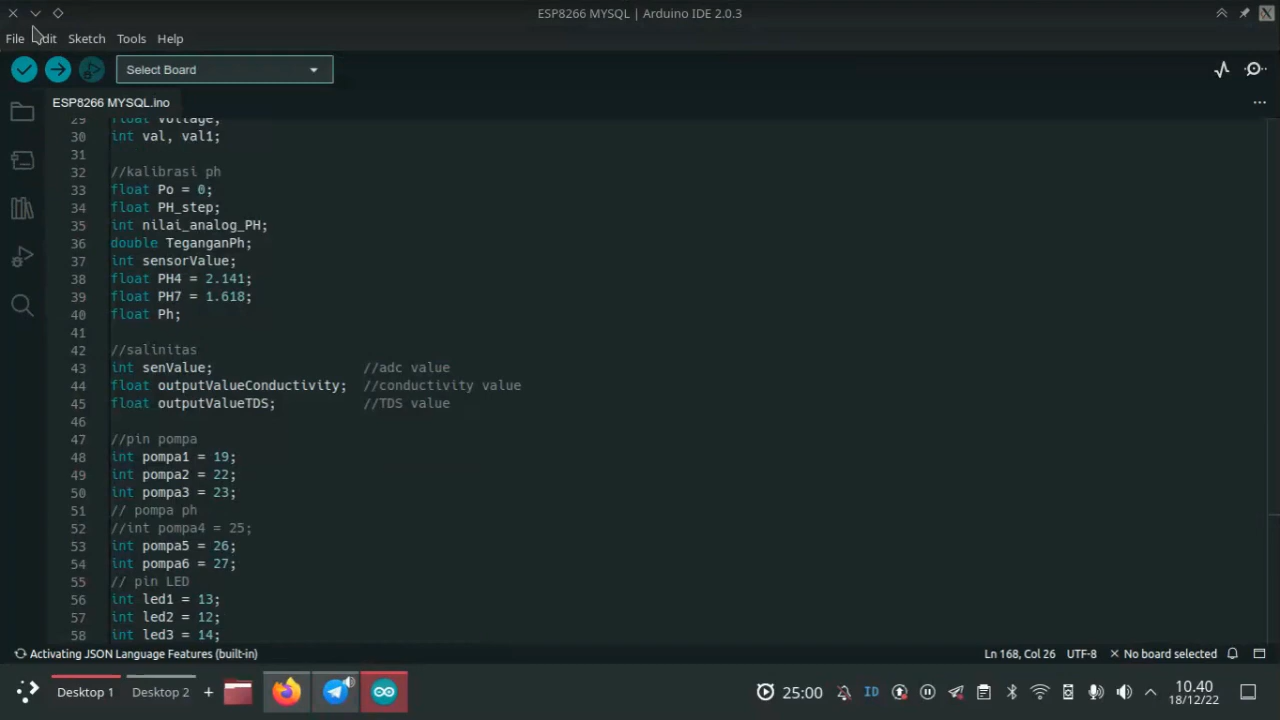 ESP8266 MYSQL | Arduino IDE 2.0.3
File Edit Sketch Tools Help
Select Board
ESP8266 MYSQL.ino
29 float voltage;
30 int val, val1;
31
32 //kalibrasi ph
33 float Po = 0;
34 float PH_step;
35 int nilai_analog_PH;
36 double TeganganPh;
37 int sensorValue;
38 float PH4 = 2.141;
39 float PH7 = 1.618;
40 float Ph;
41
42 //salinitas
43 int senValue; //adc value
44 float outputValueConductivity; //conductivity value
45 float outputValueTDS; //TDS value
46
47 //pin pompa
48 int pompa1 = 19;
49 int pompa2 = 22;
50 int pompa3 = 23;
51 // pompa ph
52 //int pompa4 = 25;
53 int pompa5 = 26;
54 int pompa6 = 27;
55 // pin LED
56 int led1 = 13;
57 int led2 = 12;
58 int led3 = 14;
Activating JSON Language Features (built-in) Ln 168, Col 26 UTF-8 No board selected
Desktop 1 Desktop 2 + 25:00 ID 10.40
18/12/22